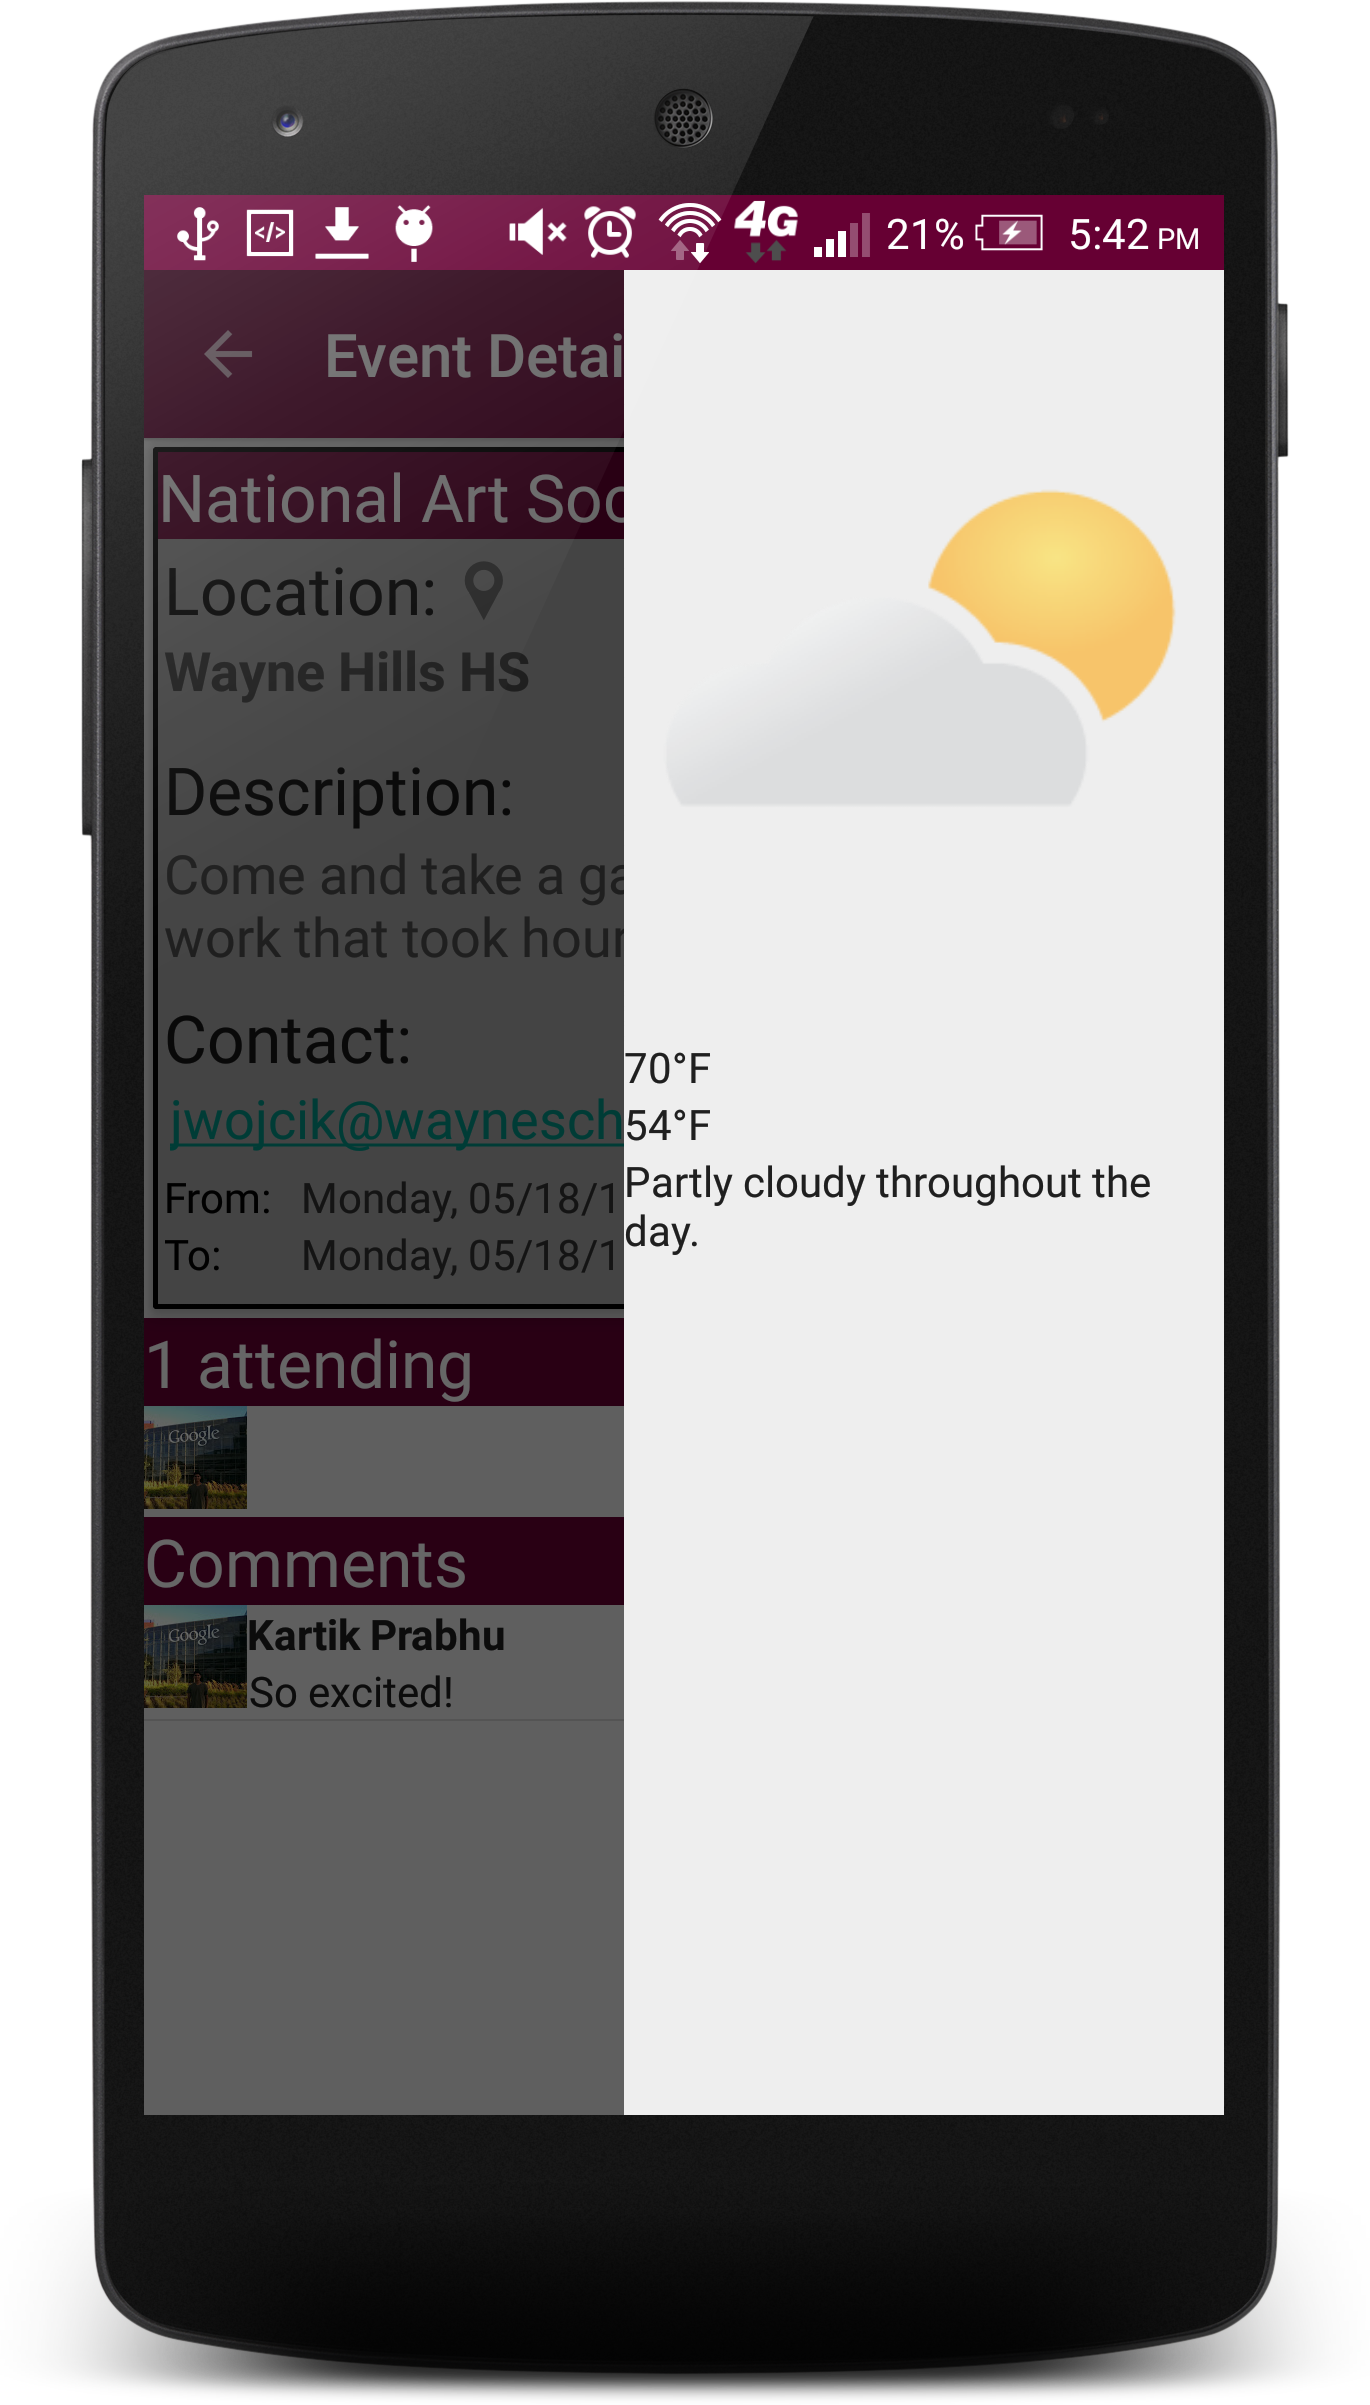 4G 21% 5:42 PM
Event Detai
National Art Soc
Location:
Wayne Hills HS
Description:
Come and take a ga
work that took hour
Contact:
jwojcik@waynesch
From: Monday, 05/18/1
To: Monday, 05/18/1
1 attending
Google
Comments
Google
Kartik Prabhu
So excited!
70°F
54°F
Partly cloudy throughout the
day.